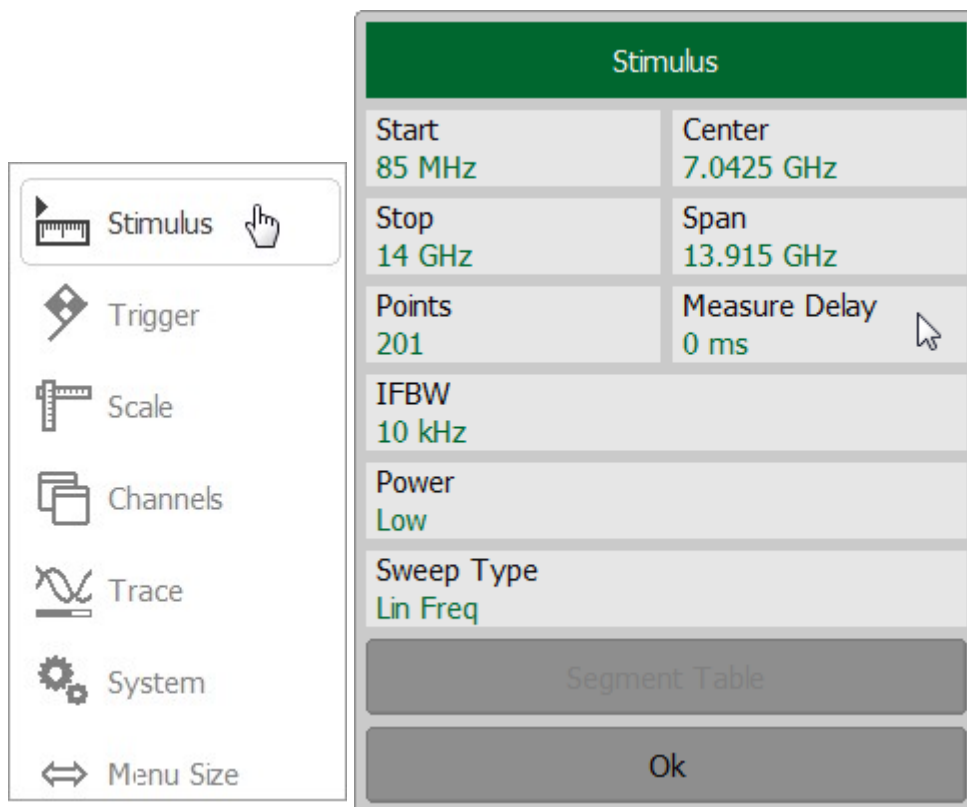 Stimulus
Trigger
Scale
Channels
Trace
System
Menu Size
Stimulus
Start
85 MHz
Center
7.0425 GHz
Stop
14 GHz
Span
13.915 GHz
Points
201
Measure Delay
0 ms
IFBW
10 kHz
Power
Low
Sweep Type
Lin Freq
Segment Table
Ok